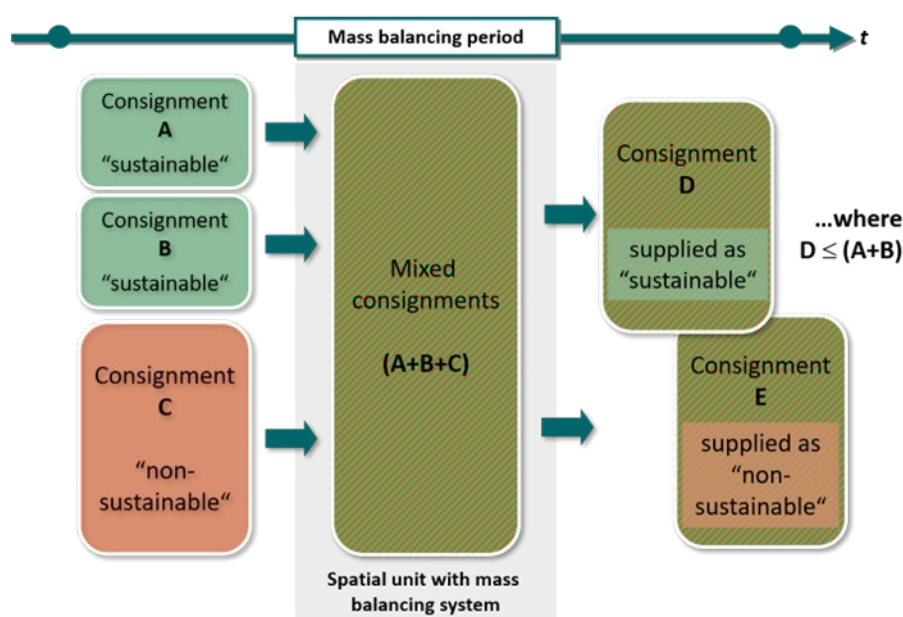 Mass balancing period
t
Consignment
A
“sustainable“
Consignment
B
“sustainable“
Consignment
C
“non-
sustainable“
Mixed
consignments
(A+B+C)
Spatial unit with mass
balancing system
Consignment
D
supplied as
“sustainable“
...where
D ≤ (A+B)
Consignment
E
supplied as
“non-
sustainable“